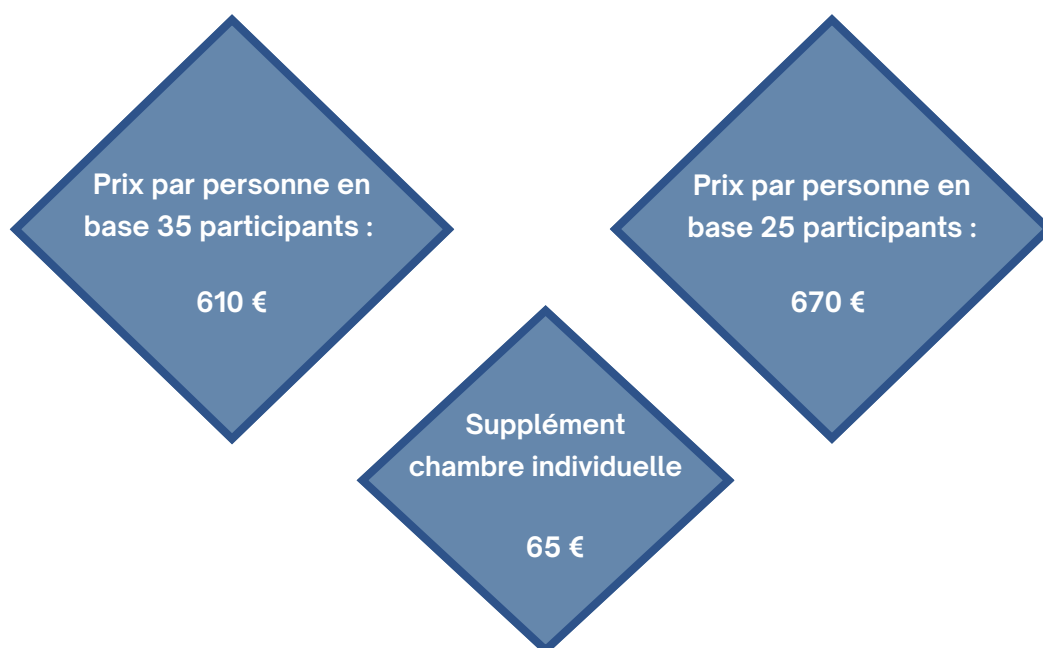 Prix par personne en
base 35 participants :
610 €
Prix par personne en
base 25 participants :
670 €
Supplément
chambre individuelle
65 €